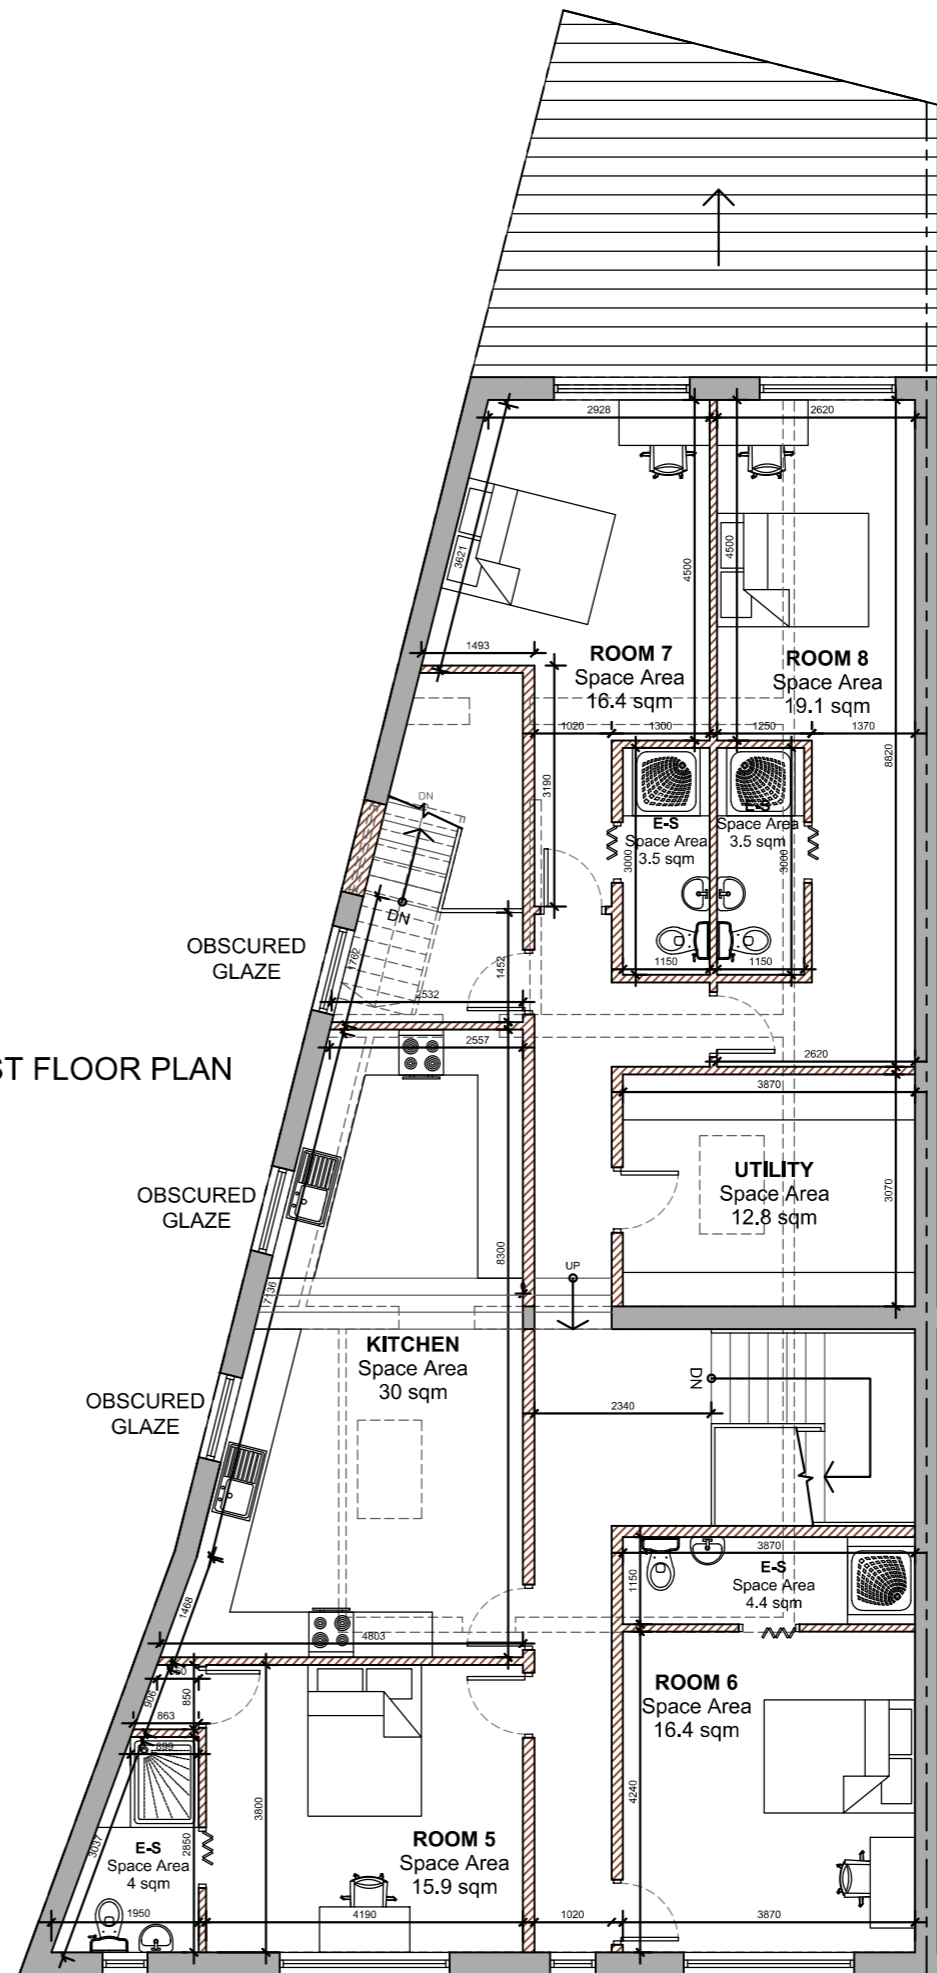 2928
2620
3621
4500
4500
1493
ROOM 7
Space Area
16.4 sqm
ROOM 8
Space Area
19.1 sqm
1020
1300
1250
1370
8820
3190
DN
E-S
Space Area
3.5 sqm
3000
E-S
Space Area
3.5 sqm
3000
DN
OBSCURED
GLAZE
1762
1452
1150
1150
2532
2557
2620
ST FLOOR PLAN
3870
UTILITY
Space Area
12.8 sqm
3070
OBSCURED
GLAZE
8300
UP
7136
KITCHEN
Space Area
30 sqm
DN
OBSCURED
GLAZE
2340
3870
E-S
Space Area
4.4 sqm
1150
1468
4803
906
850
863
899
ROOM 6
Space Area
16.4 sqm
4240
3800
2850
3037
E-S
Space Area
4 sqm
ROOM 5
Space Area
15.9 sqm
1950
4190
1020
3870